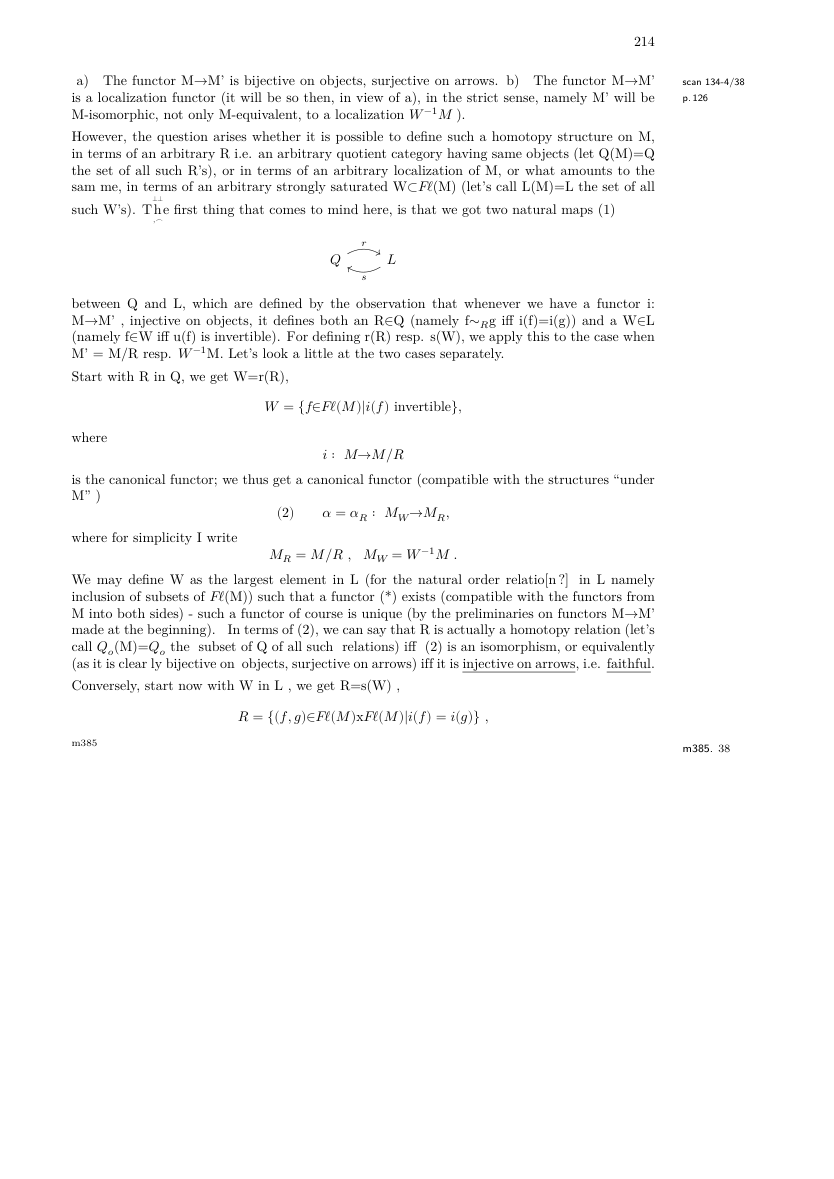 214
a) The functor M→M' is bijective on objects, surjective on arrows. b) The functor M→M'
scan 134-4/38
is a localization functor (it will be so then, in view of a), in the strict sense, namely M' will be
p. 126
M-isomorphic, not only M-equivalent, to a localization W⁻¹M ).
However, the question arises whether it is possible to define such a homotopy structure on M,
in terms of an arbitrary R i.e. an arbitrary quotient category having same objects (let Q(M)=Q
the set of all such R's), or in terms of an arbitrary localization of M, or what amounts to the
sam me, in terms of an arbitrary strongly saturated W⊂Fℓ(M) (let's call L(M)=L the set of all
such W's). The first thing that comes to mind here, is that we got two natural maps (1)
r
Q L
s
between Q and L, which are defined by the observation that whenever we have a functor i:
M→M' , injective on objects, it defines both an R∈Q (namely f∼_R g iff i(f)=i(g)) and a W∈L
(namely f∈W iff u(f) is invertible). For defining r(R) resp. s(W), we apply this to the case when
M' = M/R resp. W⁻¹M. Let's look a little at the two cases separately.
Start with R in Q, we get W=r(R),
W = {f∈Fℓ(M)|i(f) invertible},
where
i : M→M/R
is the canonical functor; we thus get a canonical functor (compatible with the structures “under
M” )
(2) α = α_R : M_W→M_R,
where for simplicity I write
M_R = M/R , M_W = W⁻¹M .
We may define W as the largest element in L (for the natural order relatio[n ?] in L namely
inclusion of subsets of Fℓ(M)) such that a functor (*) exists (compatible with the functors from
M into both sides) - such a functor of course is unique (by the preliminaries on functors M→M'
made at the beginning). In terms of (2), we can say that R is actually a homotopy relation (let's
call Q_o(M)=Q_o the subset of Q of all such relations) iff (2) is an isomorphism, or equivalently
(as it is clear ly bijective on objects, surjective on arrows) iff it is injective on arrows, i.e. faithful.
Conversely, start now with W in L , we get R=s(W) ,
R = {(f, g)∈Fℓ(M)xFℓ(M)|i(f) = i(g)} ,
m385
m385. 38